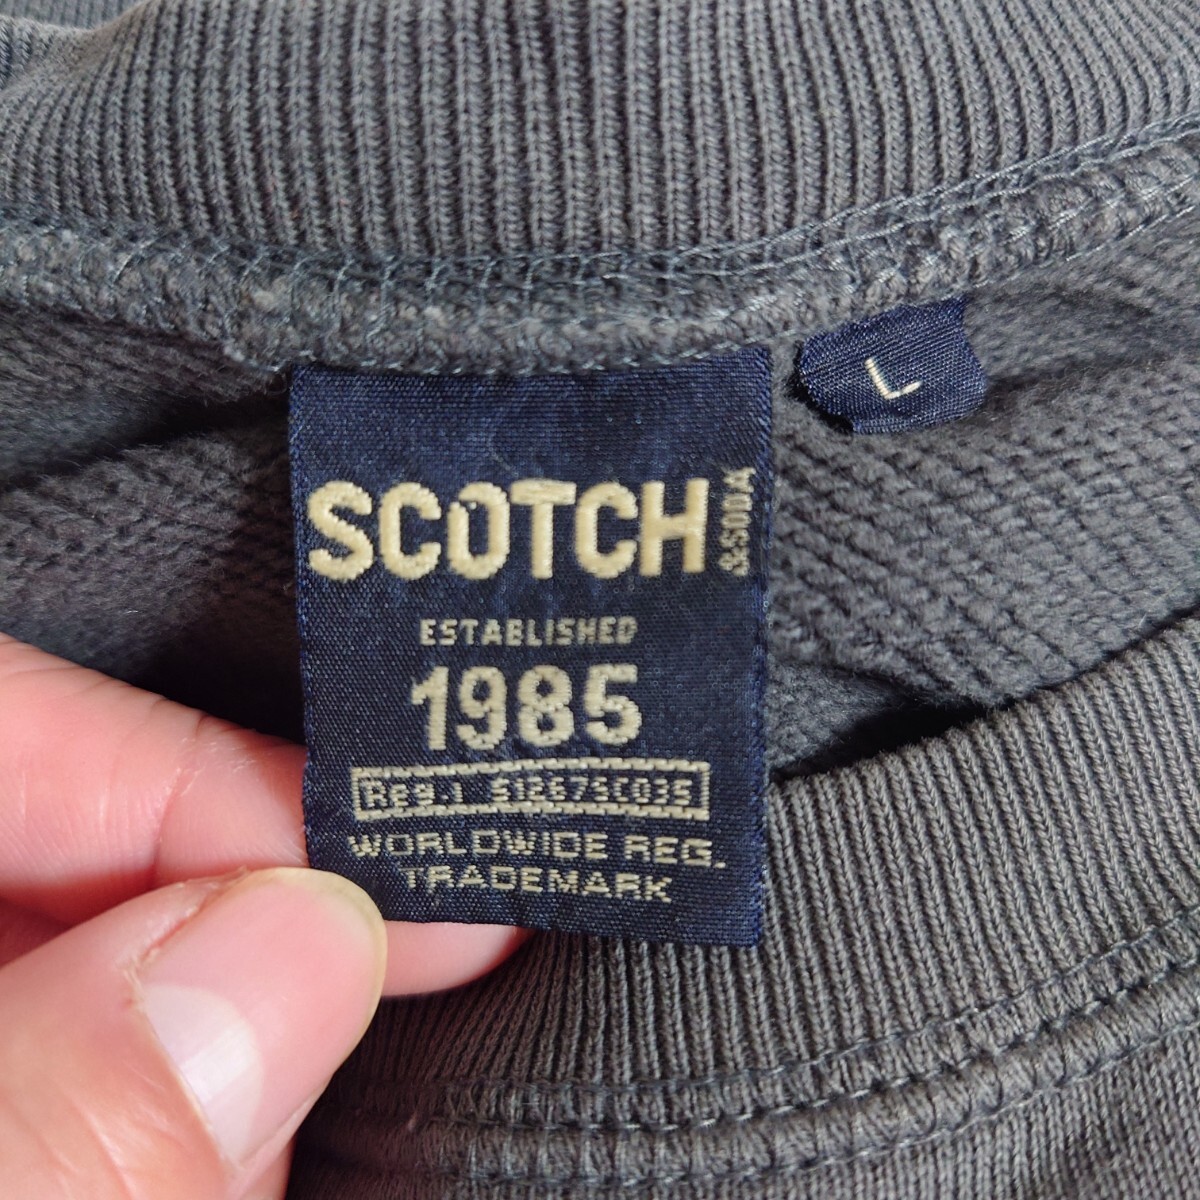 SCOTCH
&SODA
ESTABLISHED
1985
WORLDWIDE REG.
TRADEMARK
L